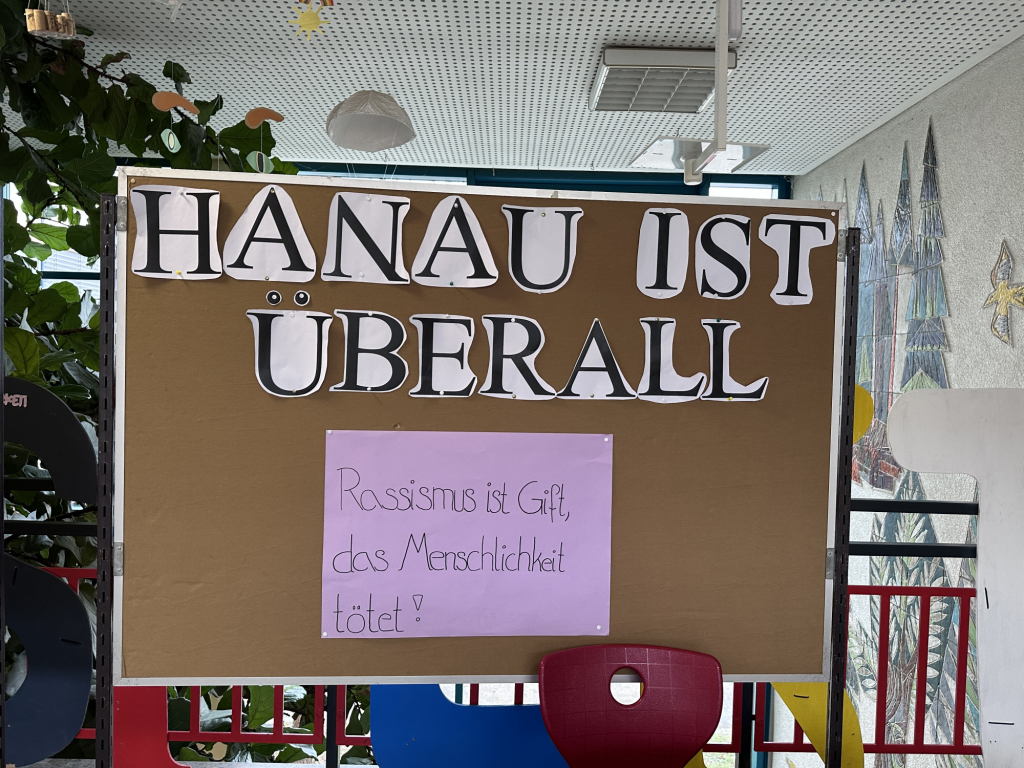 HANAU IST
ÜBERALL
Rassismus ist Gift,
das Menschlichkeit
tötet!